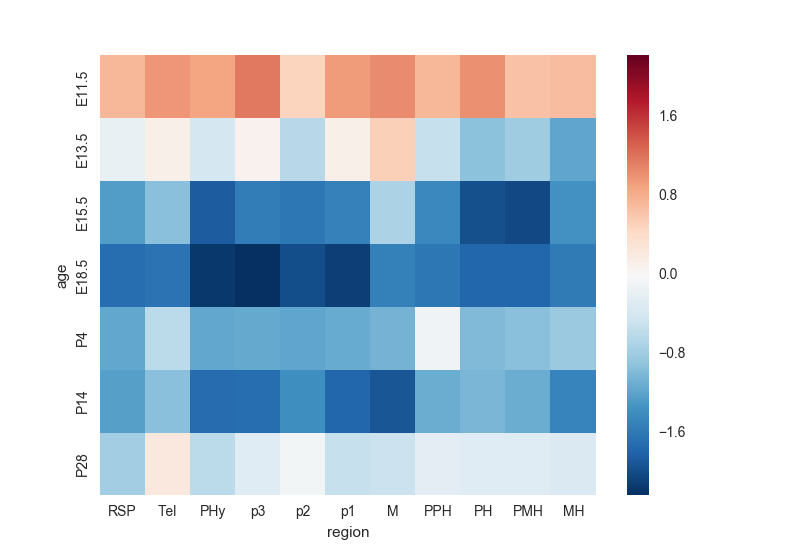 E11.5
E13.5
E15.5
E18.5
P4
P14
P28
age
RSP Tel PHy p3 p2 p1 M PPH PH PMH MH
region
1.6
0.8
0.0
−0.8
−1.6